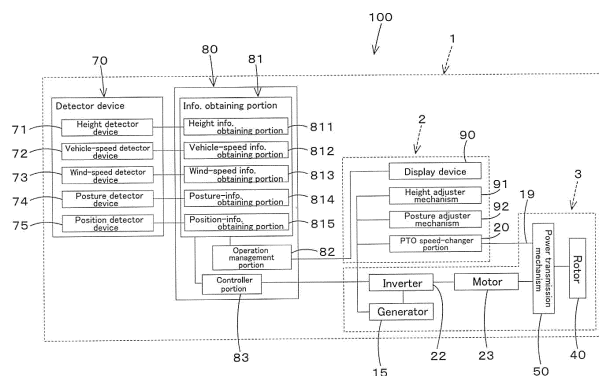 100
1
70
80
81
Detector device
Info. obtaining portion
71
Height detector
device
Height info.
obtaining portion
811
72
Vehicle-speed detector
device
Vehicle-speed info.
obtaining portion
812
73
Wind-speed detector
device
Wind-speed info.
obtaining portion
813
74
Posture detector
device
Posture-info.
obtaining portion
814
75
Position detector
device
Position-info.
obtaining portion
815
Operation
management
portion
82
Controller
portion
83
2
90
Display device
Height adjuster
mechanism
91
Posture adjuster
mechanism
92
PTO speed-changer
portion
20
19
3
Power transmission
mechanism
Rotor
Inverter
Motor
Generator
15
22
23
50
40